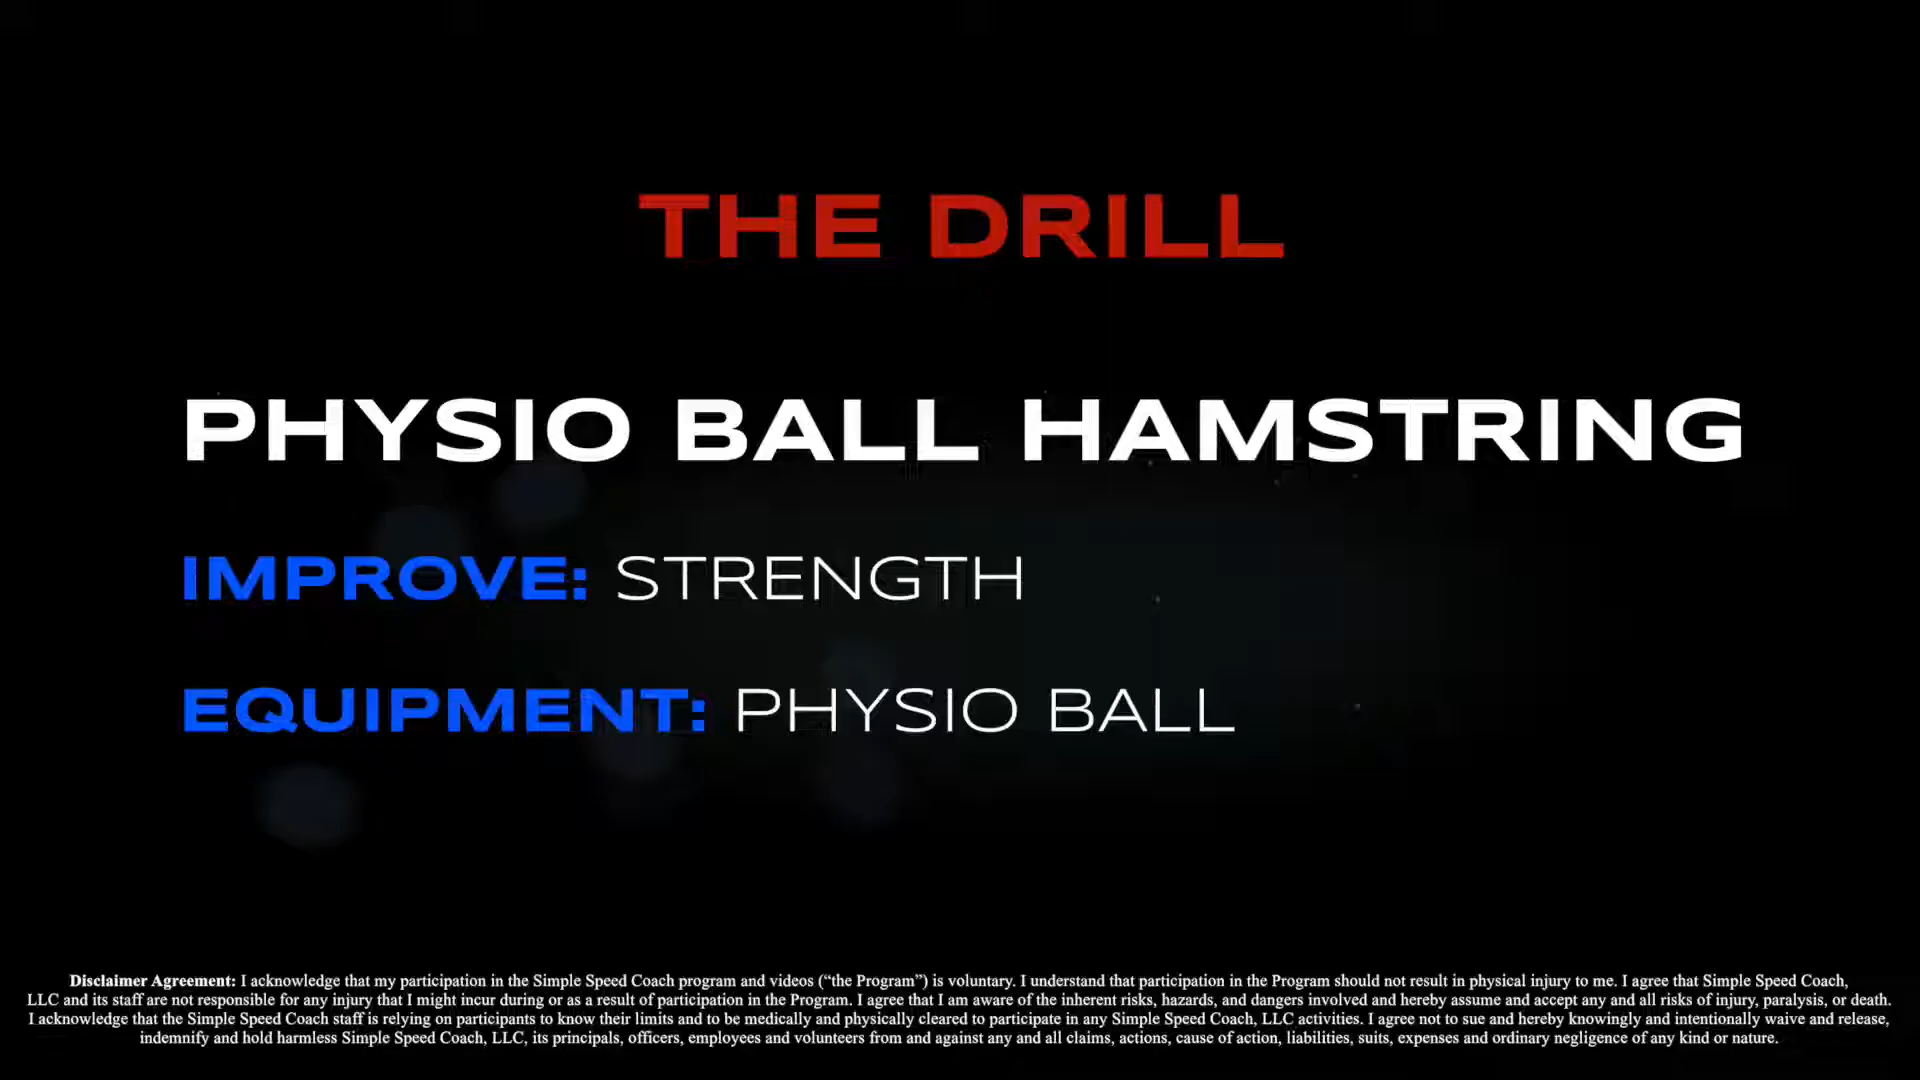 THE DRILL
PHYSIO BALL HAMSTRING
IMPROVE: STRENGTH
EQUIPMENT: PHYSIO BALL
Disclaimer Agreement: I acknowledge that my participation in the Simple Speed Coach program and videos (“the Program”) is voluntary. I understand that participation in the Program should not result in physical injury to me. I agree that Simple Speed Coach,
LLC and its staff are not responsible for any injury that I might incur during or as a result of participation in the Program. I agree that I am aware of the inherent risks, hazards, and dangers involved and hereby assume and accept any and all risks of injury, paralysis, or death.
I acknowledge that the Simple Speed Coach staff is relying on participants to know their limits and to be medically and physically cleared to participate in any Simple Speed Coach, LLC activities. I agree not to sue and hereby knowingly and intentionally waive and release,
indemnify and hold harmless Simple Speed Coach, LLC, its principals, officers, employees and volunteers from and against any and all claims, actions, cause of action, liabilities, suits, expenses and ordinary negligence of any kind or nature.